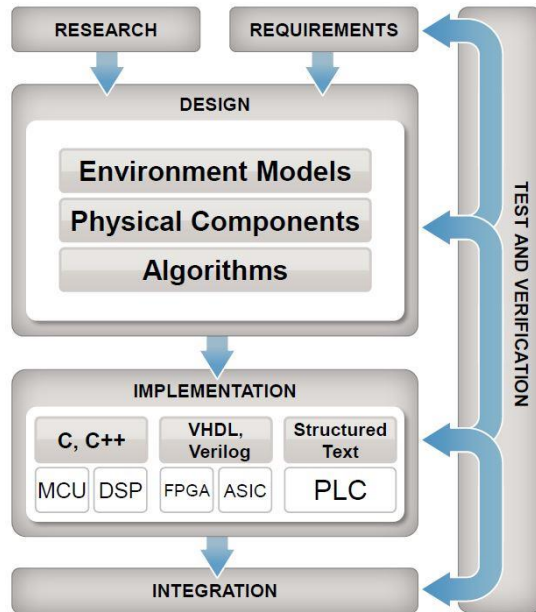 RESEARCH
REQUIREMENTS
DESIGN
Environment Models
Physical Components
Algorithms
IMPLEMENTATION
C, C++
VHDL,
Verilog
Structured
Text
MCU
DSP
FPGA
ASIC
PLC
INTEGRATION
TEST AND VERIFICATION